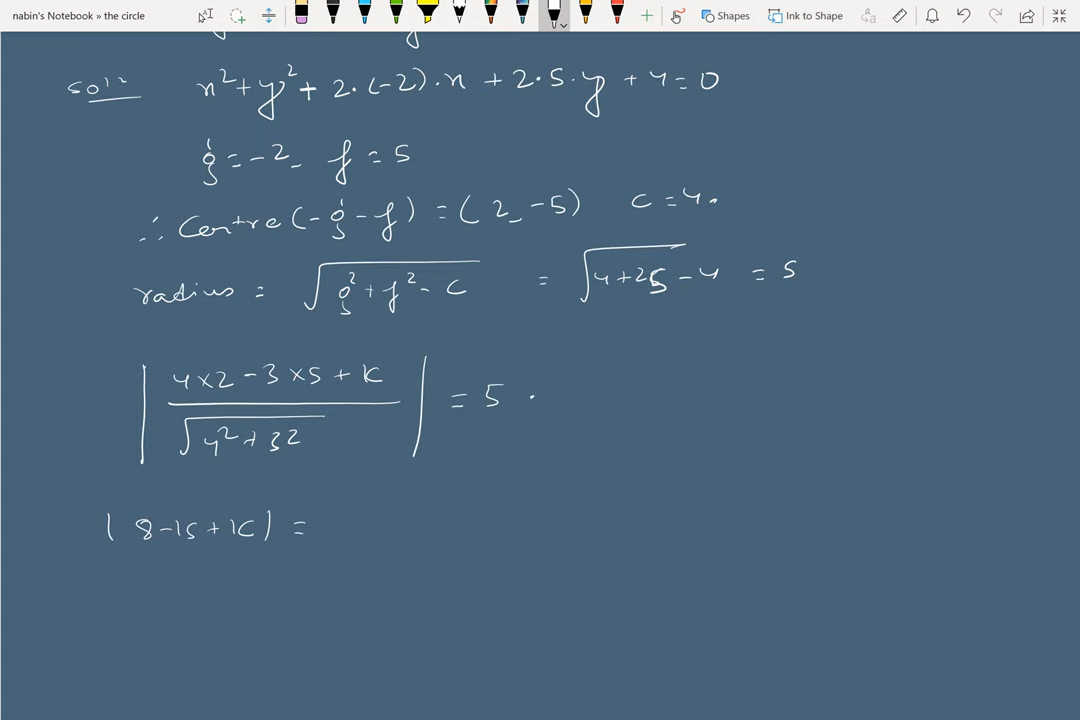 nabin's Notebook » the circle
Shapes
Ink to Shape
Solⁿ x² + y² + 2·(-2)·x + 2·5·y + 4 = 0
g = -2, f = 5
∴ Centre (-g, -f) = (2, -5) c = 4.
radius = √(g² + f² - c) = √(4+25-4) = 5
| (4×2 - 3×5 + k) / √(4² + 3²) | = 5.
| 8 - 15 + k | =